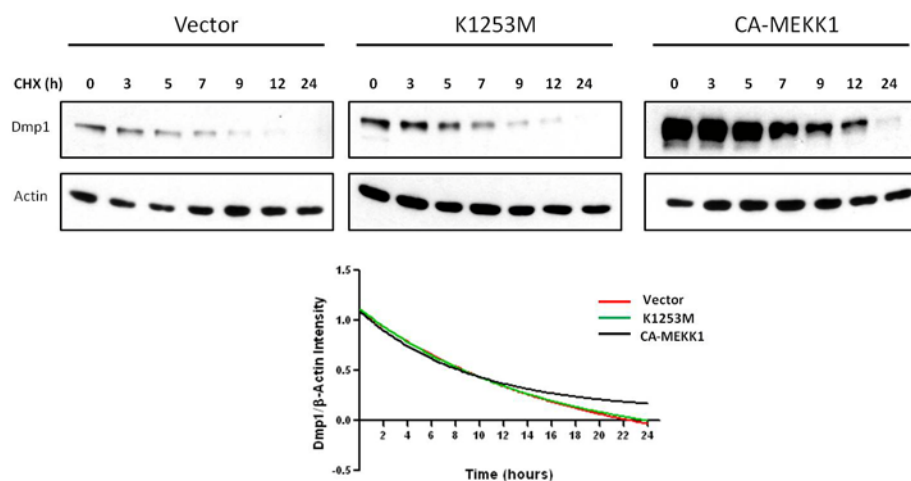 Vector K1253M CA-MEKK1
CHX (h) 0 3 5 7 9 12 24 0 3 5 7 9 12 24 0 3 5 7 9 12 24
Dmp1
Actin
1.5
1.0
0.5
0.0
-0.5
Dmp1/β-Actin Intensity
2 4 6 8 10 12 14 16 18 20 22 24
Time (hours)
Vector
K1253M
CA-MEKK1